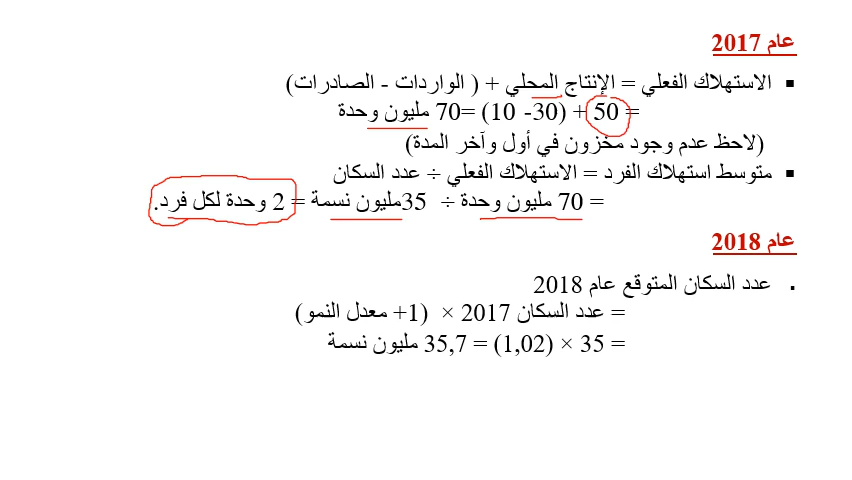 عام 2017
▪ الاستهلاك الفعلي = الإنتاج المحلي + ( الواردات - الصادرات)
= 50 + (30- 10) =70 مليون وحدة
(لاحظ عدم وجود مخزون في أول وآخر المدة)
▪ متوسط استهلاك الفرد = الاستهلاك الفعلي ÷ عدد السكان
= 70 مليون وحدة ÷ 35مليون نسمة = 2 وحدة لكل فرد.
عام 2018
. عدد السكان المتوقع عام 2018
= عدد السكان 2017 × (1+ معدل النمو)
= 35 × (1,02) = 35,7 مليون نسمة